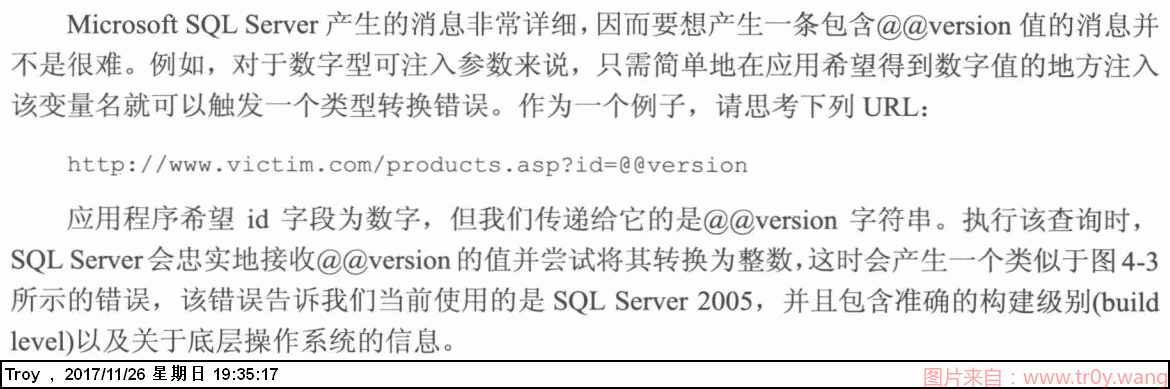 Microsoft SQL Server 产生的消息非常详细，因而要想产生一条包含@@version 值的消息并
不是很难。例如，对于数字型可注入参数来说，只需简单地在应用希望得到数字值的地方注入
该变量名就可以触发一个类型转换错误。作为一个例子，请思考下列 URL：
http://www.victim.com/products.asp?id=@@version
应用程序希望 id 字段为数字，但我们传递给它的是@@version 字符串。执行该查询时，
SQL Server 会忠实地接收@@version 的值并尝试将其转换为整数，这时会产生一个类似于图 4-3
所示的错误，该错误告诉我们当前使用的是 SQL Server 2005，并且包含准确的构建级别(build
level)以及关于底层操作系统的信息。
Troy , 2017/11/26 星期日 19:35:17
图片来自：www.tr0y.wang